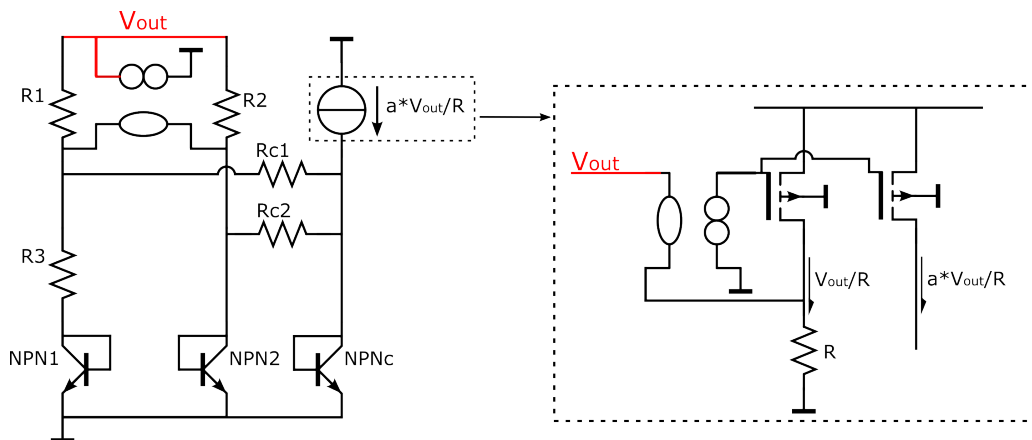 Vout
R1
R2
a*Vout/R
Rc1
Rc2
R3
NPN1
NPN2
NPNc
Vout
Vout/R
a*Vout/R
R